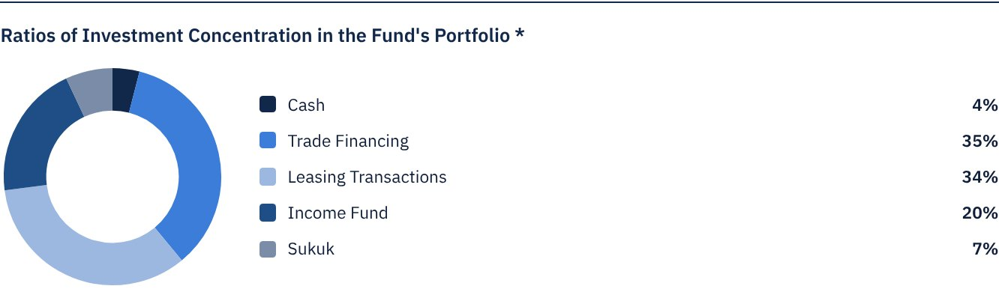 Ratios of Investment Concentration in the Fund's Portfolio *
Cash 4%
Trade Financing 35%
Leasing Transactions 34%
Income Fund 20%
Sukuk 7%